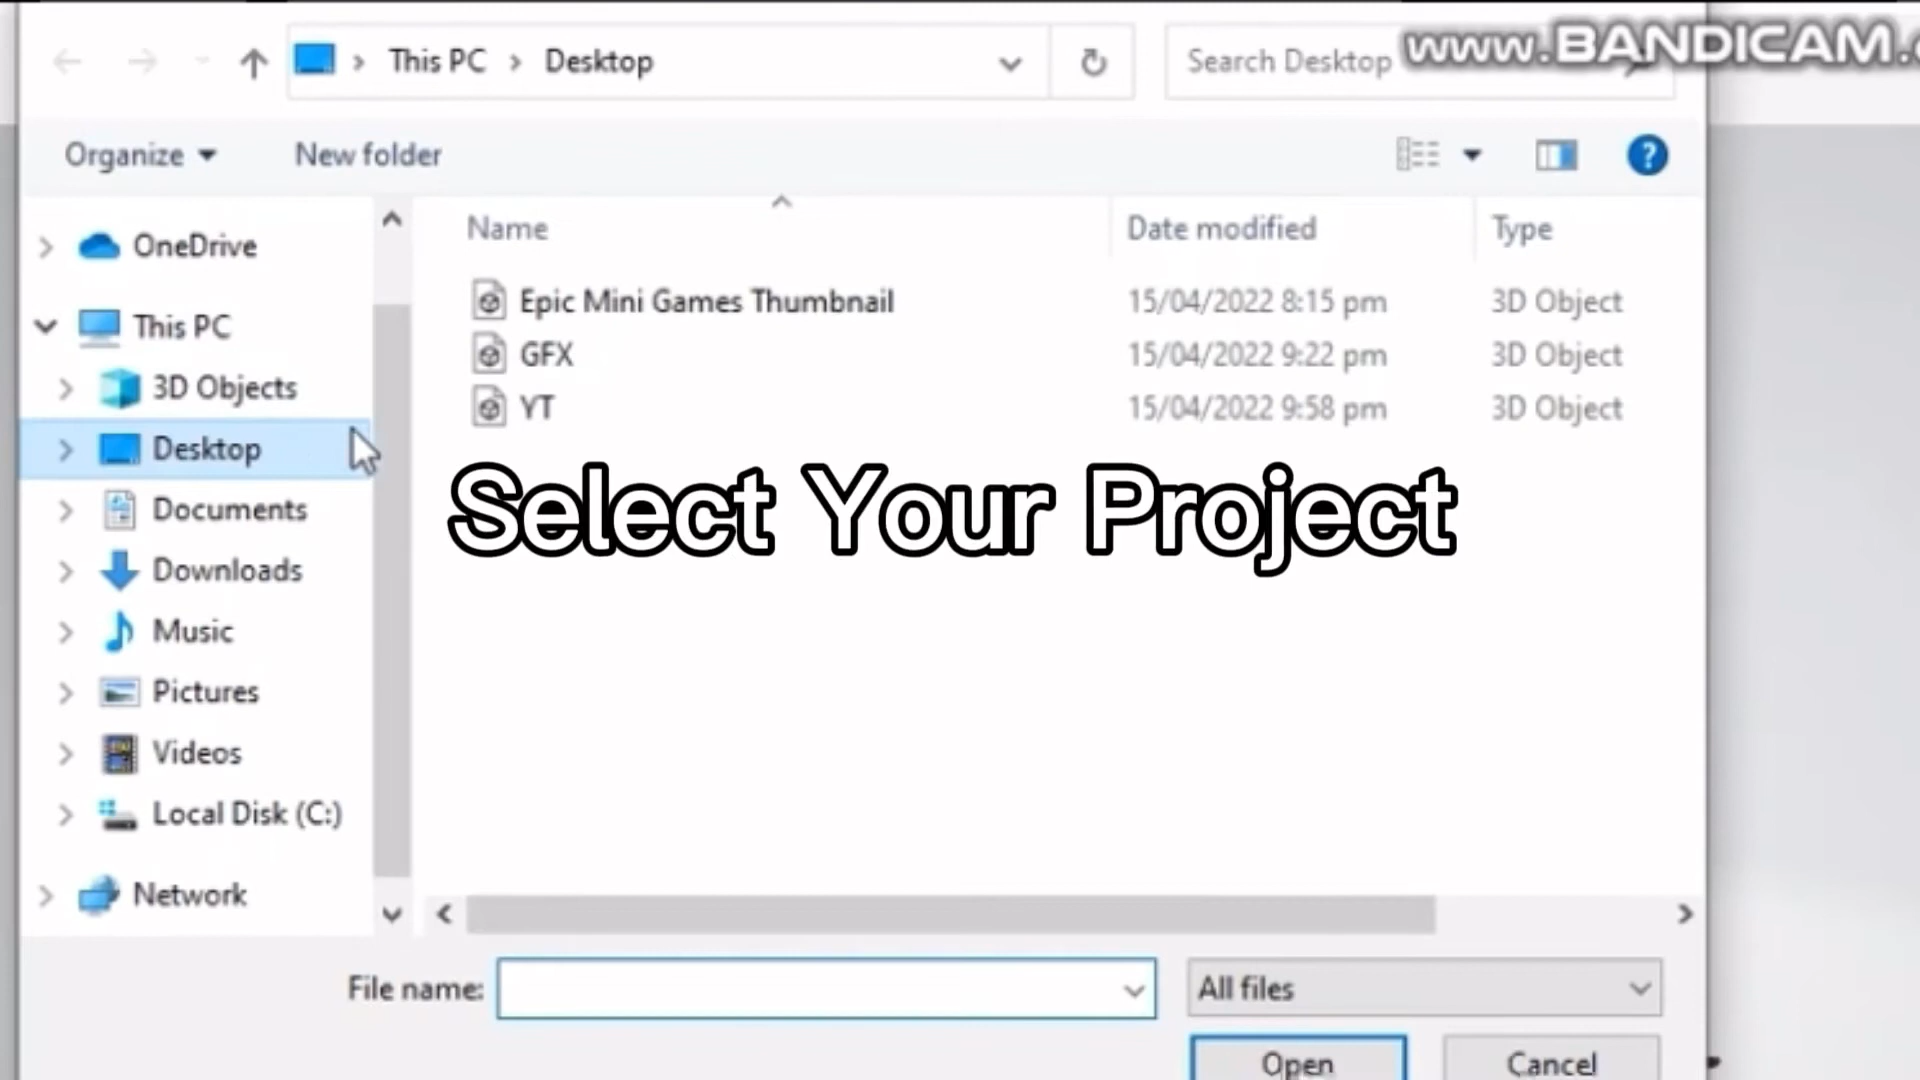 This PC > Desktop
Search Desktop
www.BANDICAM.
Organize
New folder
OneDrive
This PC
3D Objects
Desktop
Documents
Downloads
Music
Pictures
Videos
Local Disk (C:)
Network
Name Date modified Type
Epic Mini Games Thumbnail 15/04/2022 8:15 pm 3D Object
GFX 15/04/2022 9:22 pm 3D Object
YT 15/04/2022 9:58 pm 3D Object
Select Your Project
File name:
All files
Open
Cancel